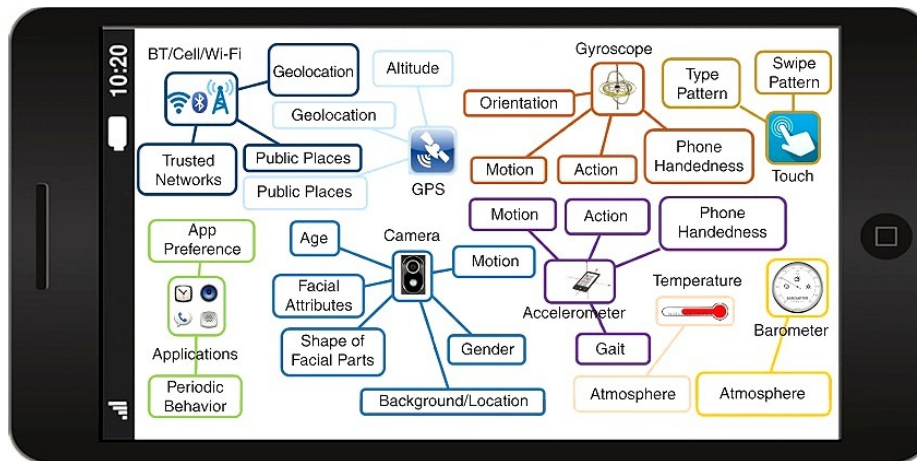 10:20
BT/Cell/Wi-Fi
Geolocation
Trusted
Networks
Public Places
Altitude
Geolocation
Public Places
GPS
Gyroscope
Orientation
Motion
Action
Phone
Handedness
Type
Pattern
Swipe
Pattern
Touch
App
Preference
Applications
Periodic
Behavior
Camera
Age
Facial
Attributes
Shape of
Facial Parts
Motion
Gender
Background/Location
Motion
Action
Phone
Handedness
Accelerometer
Gait
Temperature
Atmosphere
Barometer
Atmosphere